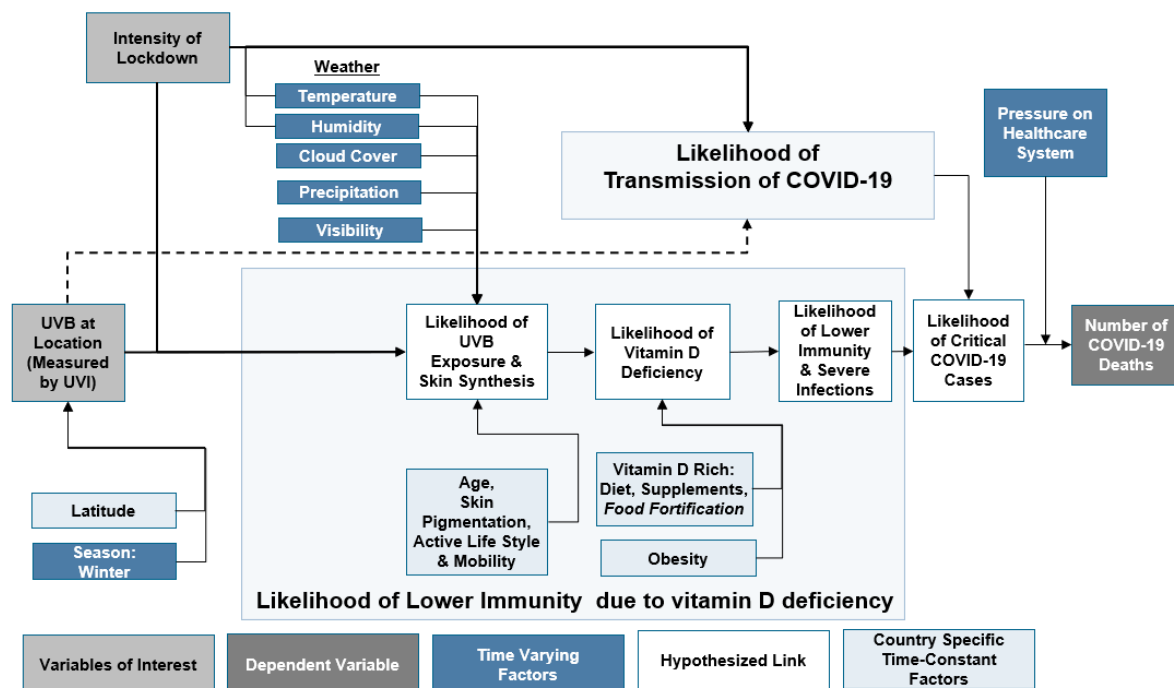 Intensity of
Lockdown
Weather
Temperature
Humidity
Cloud Cover
Precipitation
Visibility
Likelihood of
Transmission of COVID-19
Pressure on
Healthcare
System
UVB at
Location
(Measured
by UVI)
Likelihood of
UVB
Exposure &
Skin Synthesis
Likelihood of
Vitamin D
Deficiency
Likelihood
of Lower
Immunity
& Severe
Infections
Likelihood
of Critical
COVID-19
Cases
Number of
COVID-19
Deaths
Latitude
Season:
Winter
Age,
Skin
Pigmentation,
Active Life Style
& Mobility
Vitamin D Rich:
Diet, Supplements,
Food Fortification
Obesity
Likelihood of Lower Immunity due to vitamin D deficiency
Variables of Interest
Dependent Variable
Time Varying
Factors
Hypothesized Link
Country Specific
Time-Constant
Factors